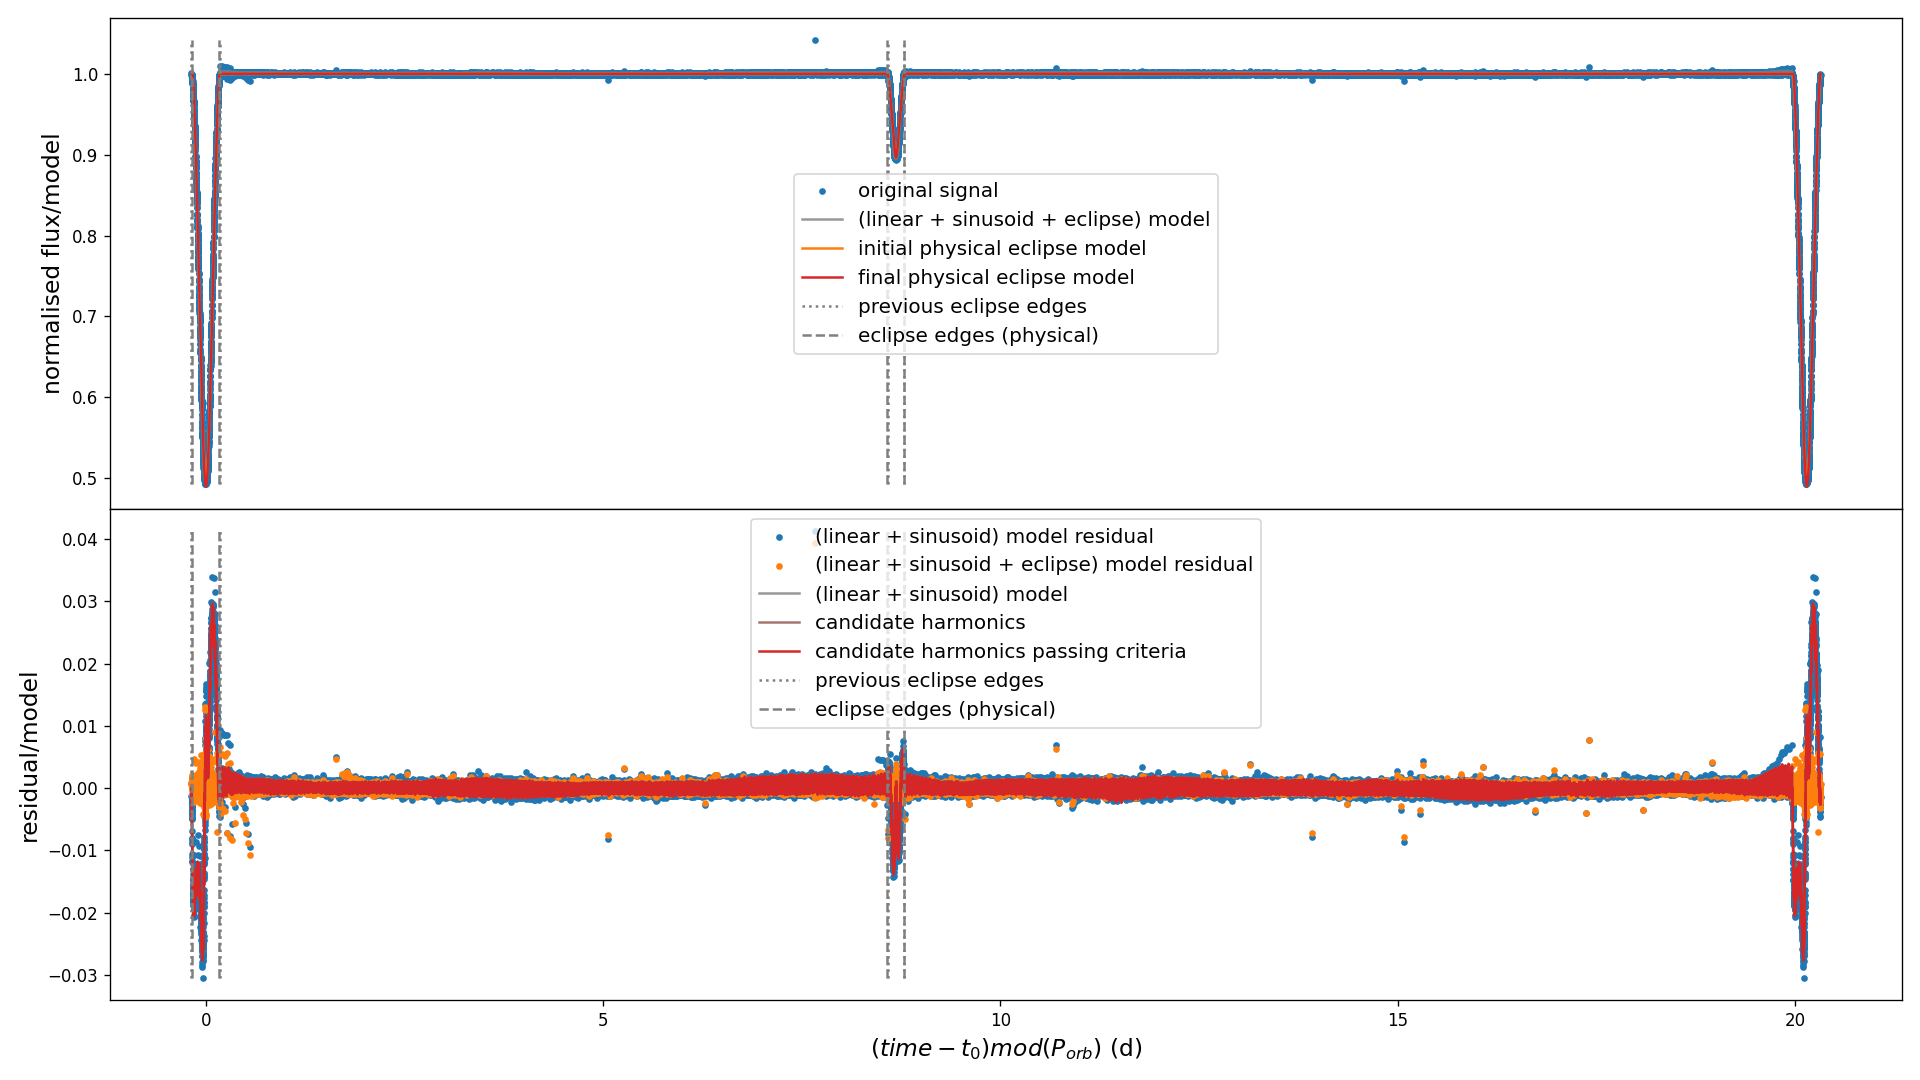 normalised flux/model
1.0
0.9
0.8
0.7
0.6
0.5
original signal
(linear + sinusoid + eclipse) model
initial physical eclipse model
final physical eclipse model
previous eclipse edges
eclipse edges (physical)
residual/model
0.04
0.03
0.02
0.01
0.00
−0.01
−0.02
−0.03
(linear + sinusoid) model residual
(linear + sinusoid + eclipse) model residual
(linear + sinusoid) model
candidate harmonics
candidate harmonics passing criteria
previous eclipse edges
eclipse edges (physical)
0 5 10 15 20
(time − t₀)mod(Pₒᵣb) (d)